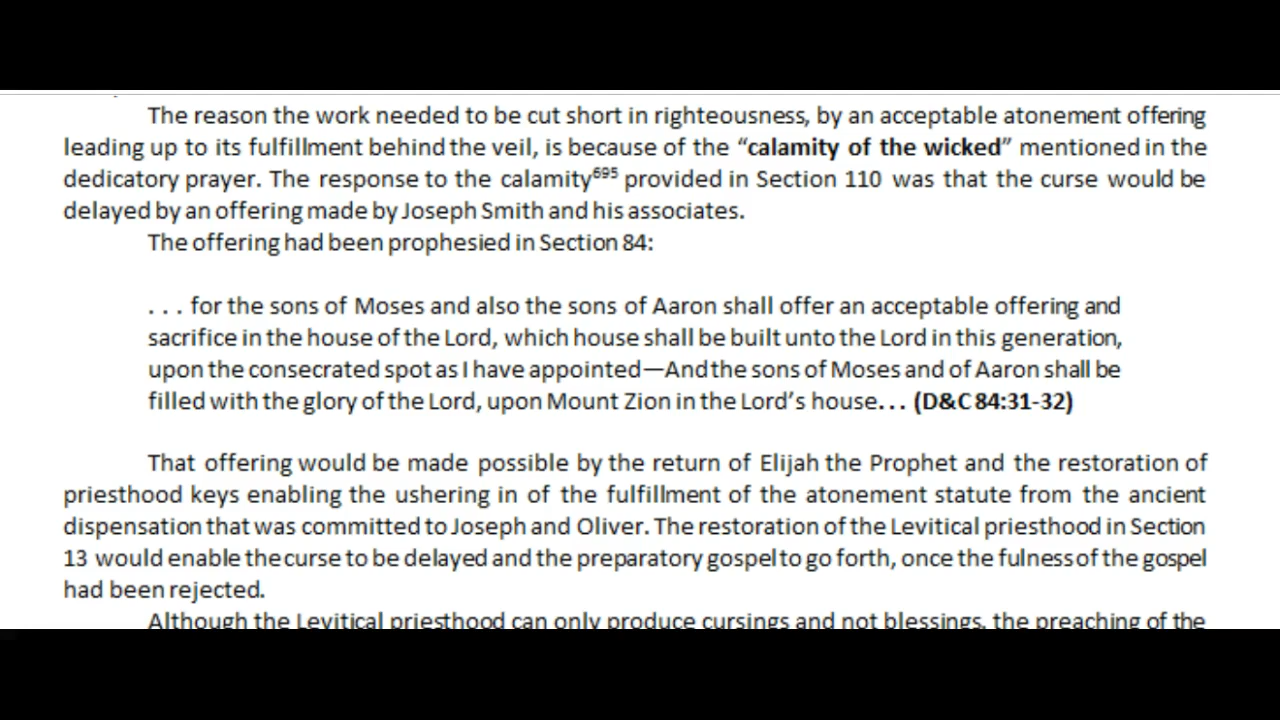 The reason the work needed to be cut short in righteousness, by an acceptable atonement offering
leading up to its fulfillment behind the veil, is because of the “calamity of the wicked” mentioned in the
dedicatory prayer. The response to the calamity695 provided in Section 110 was that the curse would be
delayed by an offering made by Joseph Smith and his associates.
The offering had been prophesied in Section 84:
. . . for the sons of Moses and also the sons of Aaron shall offer an acceptable offering and
sacrifice in the house of the Lord, which house shall be built unto the Lord in this generation,
upon the consecrated spot as I have appointed—And the sons of Moses and of Aaron shall be
filled with the glory of the Lord, upon Mount Zion in the Lord’s house. . . (D&C 84:31-32)
That offering would be made possible by the return of Elijah the Prophet and the restoration of
priesthood keys enabling the ushering in of the fulfillment of the atonement statute from the ancient
dispensation that was committed to Joseph and Oliver. The restoration of the Levitical priesthood in Section
13 would enable the curse to be delayed and the preparatory gospel to go forth, once the fulness of the gospel
had been rejected.
Although the Levitical priesthood can only produce cursings and not blessings, the preaching of the